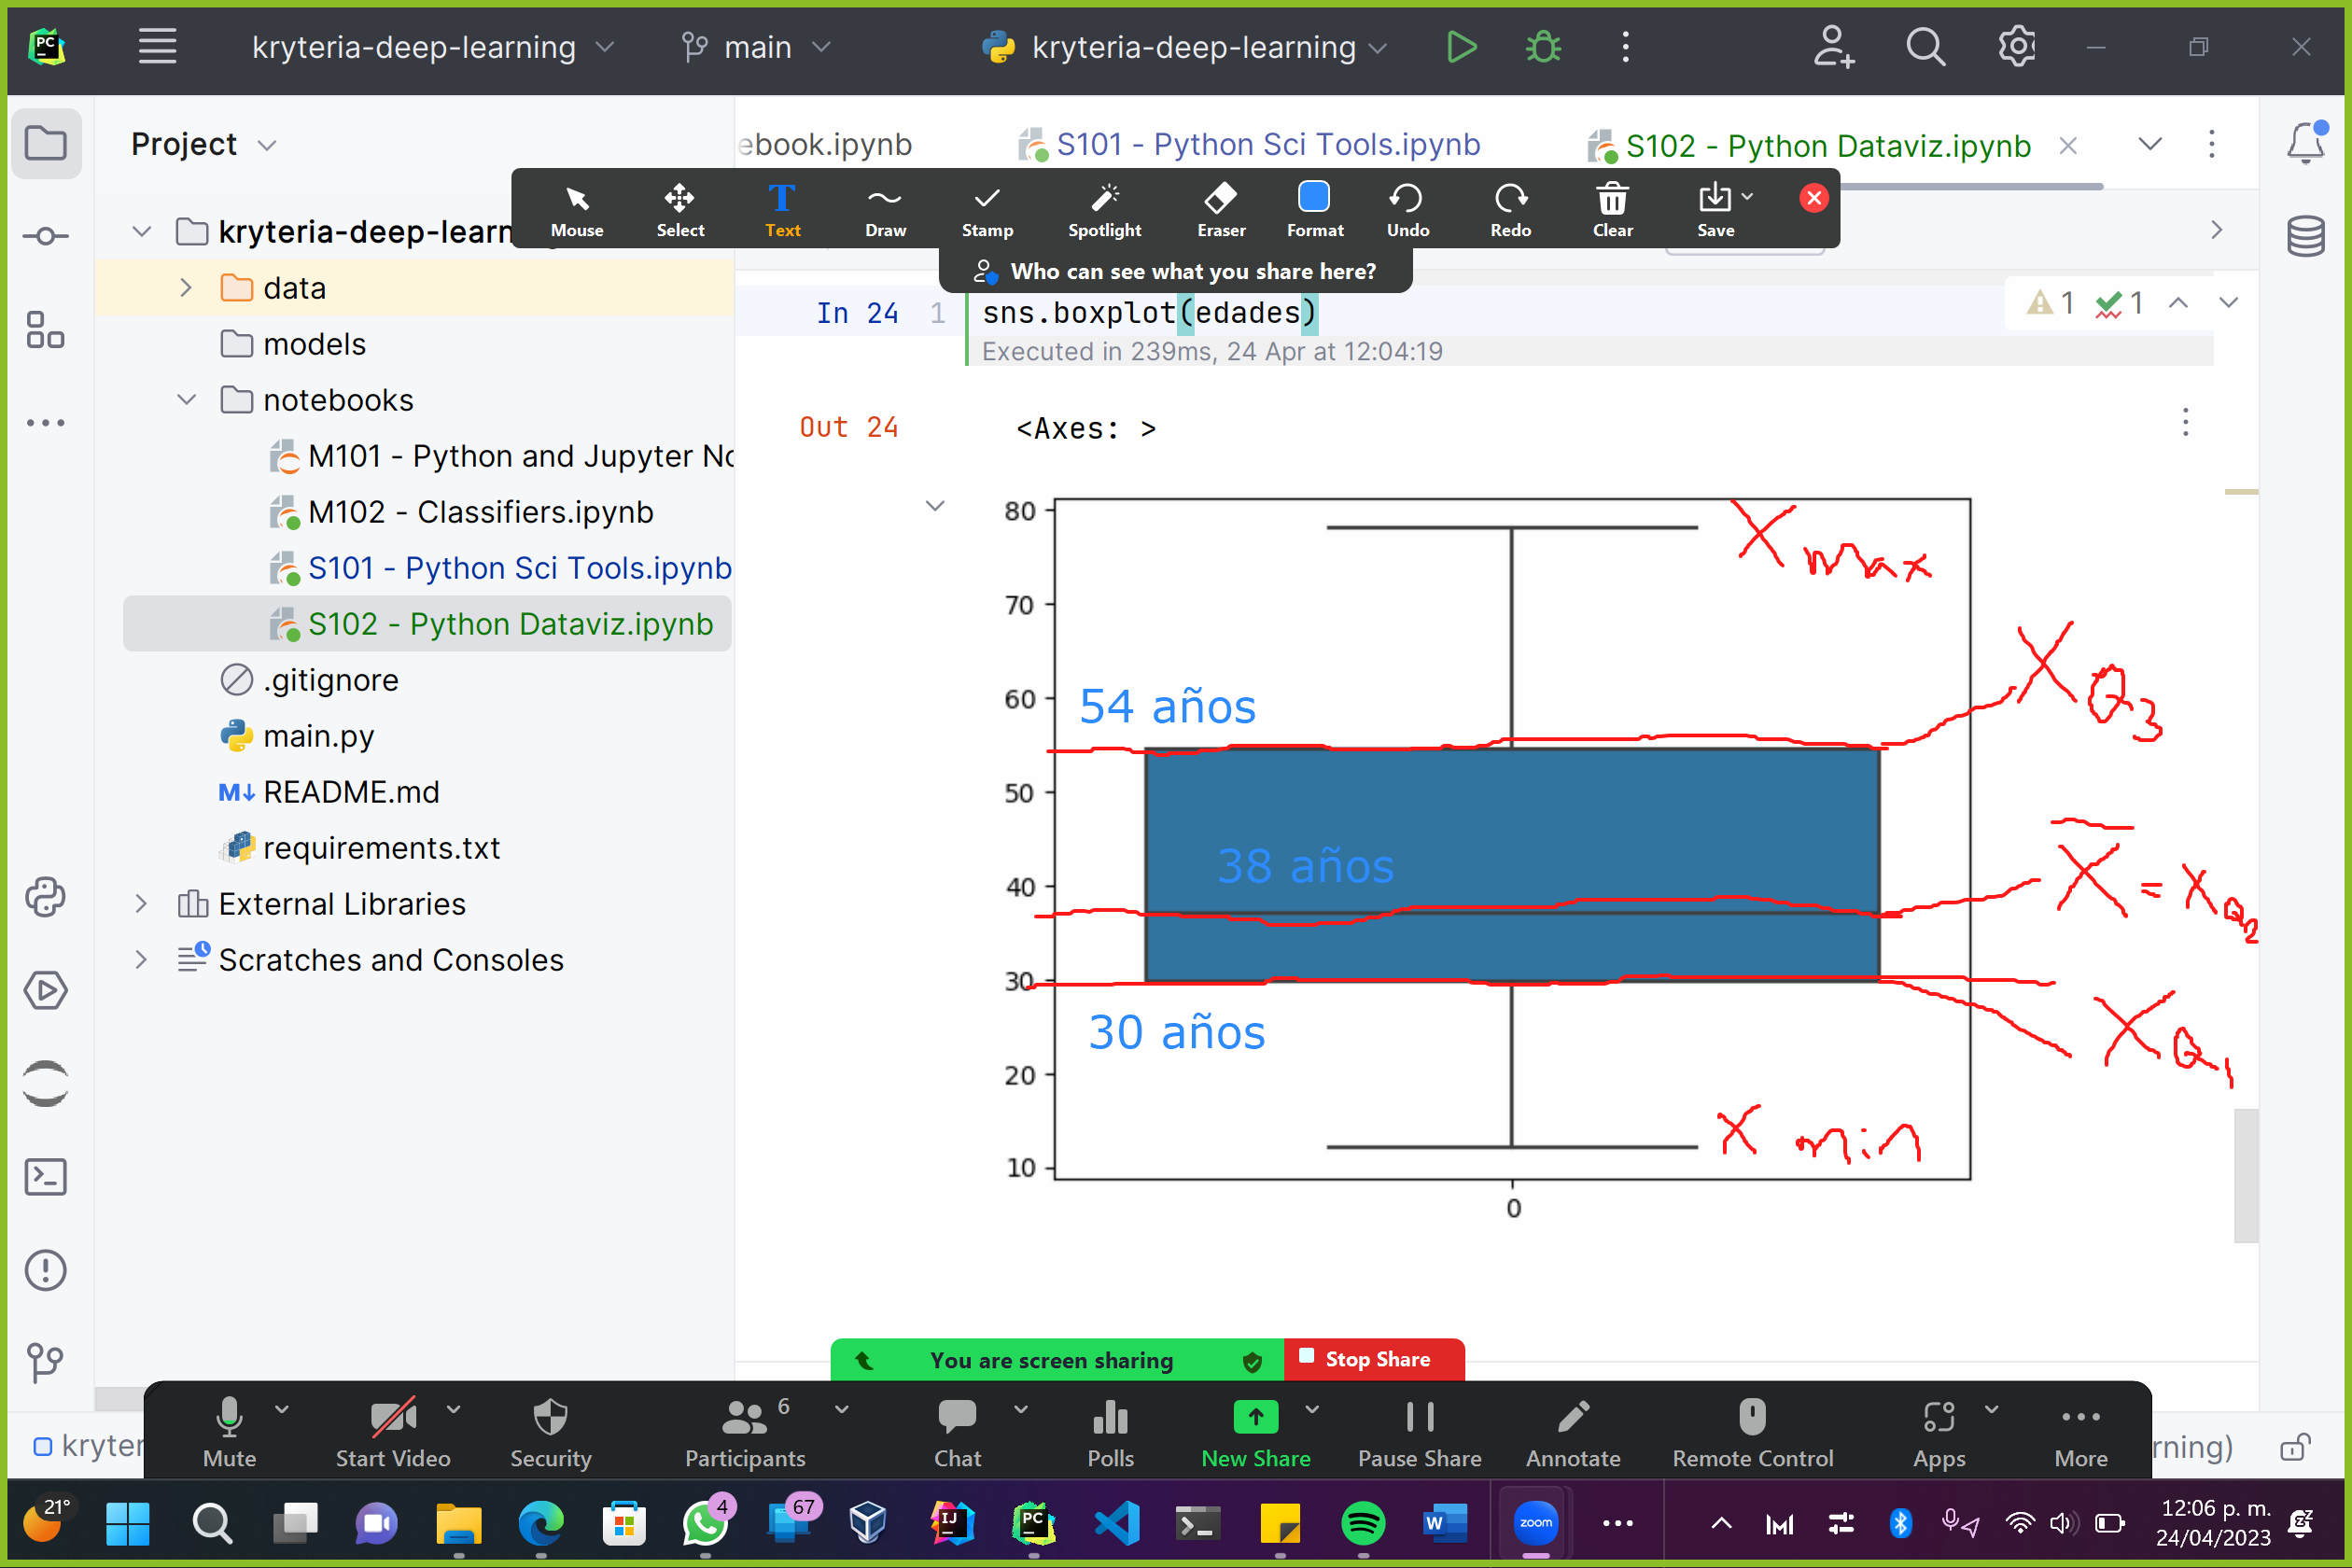 PC
kryteria-deep-learning
main
kryteria-deep-learning
Project
ebook.ipynb
S101 - Python Sci Tools.ipynb
S102 - Python Dataviz.ipynb
Mouse
Select
T
Text
Draw
Stamp
Spotlight
Eraser
Format
Undo
Redo
Clear
Save
Who can see what you share here?
kryteria-deep-learn
data
models
notebooks
M101 - Python and Jupyter No
M102 - Classifiers.ipynb
S101 - Python Sci Tools.ipynb
S102 - Python Dataviz.ipynb
.gitignore
main.py
M↓ README.md
requirements.txt
External Libraries
Scratches and Consoles
In 24
1
sns.boxplot(edades)
Executed in 239ms, 24 Apr at 12:04:19
1
1
Out 24
<Axes: >
80
70
60
50
40
30
20
10
0
X max
X Q3
X̄ = X Q2
X Q1
X min
54 años
38 años
30 años
You are screen sharing
Stop Share
kryter
rning)
Mute
Start Video
Security
Participants
6
Chat
Polls
New Share
Pause Share
Annotate
Remote Control
Apps
More
21°
4
67
IJ
PC
W
zoom
12:06 p. m.
24/04/2023